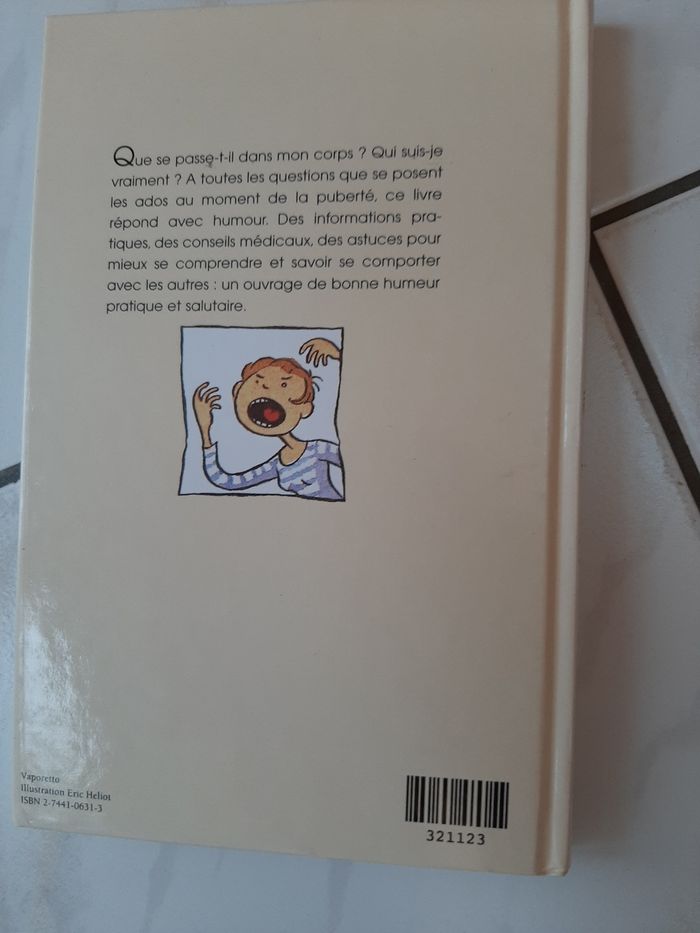 Que se passe-t-il dans mon corps ? Qui suis-je
vraiment ? A toutes les questions que se posent
les ados au moment de la puberté, ce livre
répond avec humour. Des informations pra-
tiques, des conseils médicaux, des astuces pour
mieux se comprendre et savoir se comporter
avec les autres : un ouvrage de bonne humeur
pratique et salutaire.
Vaporetto
Illustration Eric Heliot
ISBN 2-7441-0631-3
321123